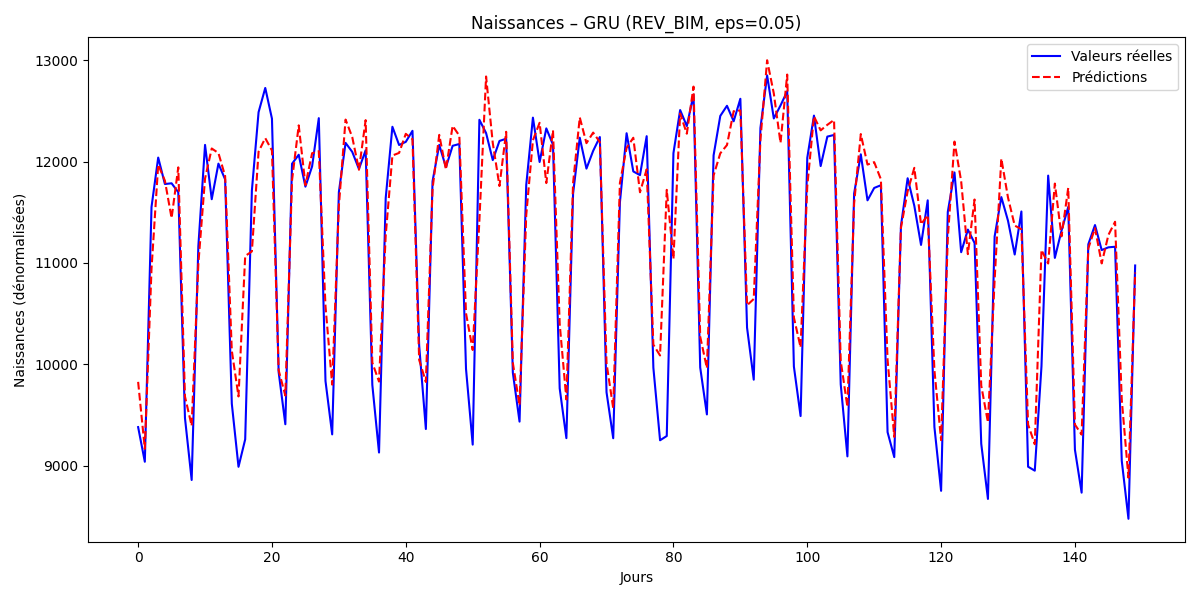 Naissances – GRU (REV_BIM, eps=0.05)
Valeurs réelles
Prédictions
Naissances (dénormalisées)
13000
12000
11000
10000
9000
0 20 40 60 80 100 120 140
Jours